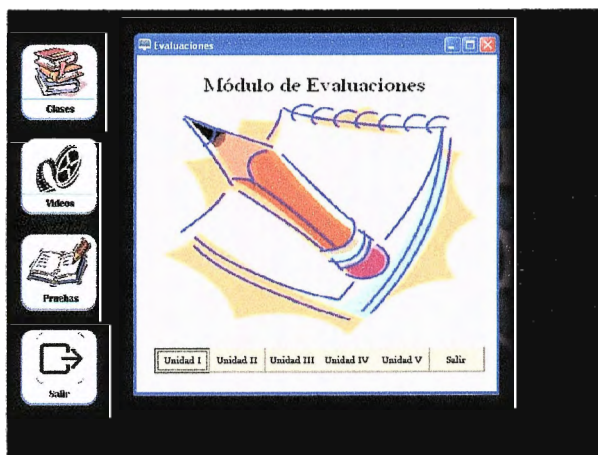 Clases
Videos
Pruebas
Salir
Evaluaciones
Módulo de Evaluaciones
Unidad I
Unidad II
Unidad III
Unidad IV
Unidad V
Salir